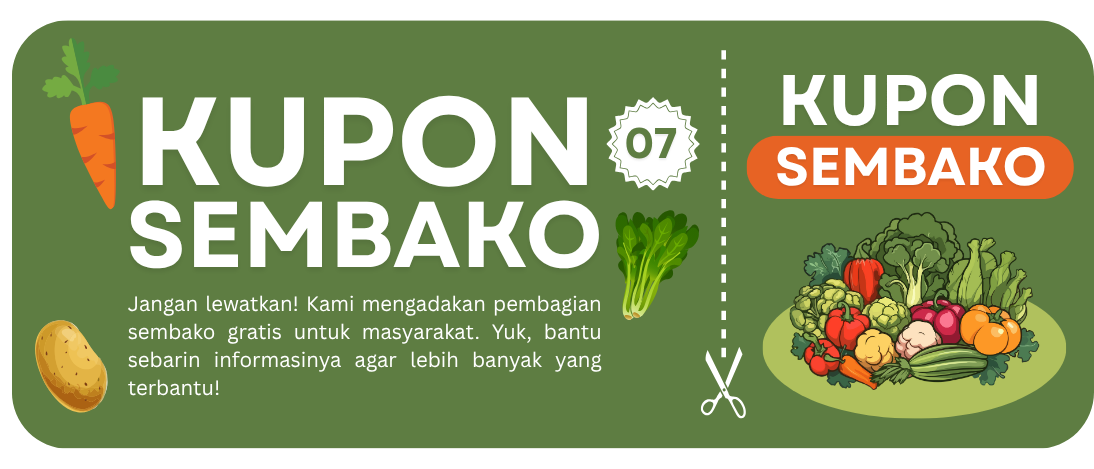 KUPON
07
SEMBAKO
Jangan lewatkan! Kami mengadakan pembagian
sembako gratis untuk masyarakat. Yuk, bantu
sebarin informasinya agar lebih banyak yang
terbantu!
KUPON
SEMBAKO